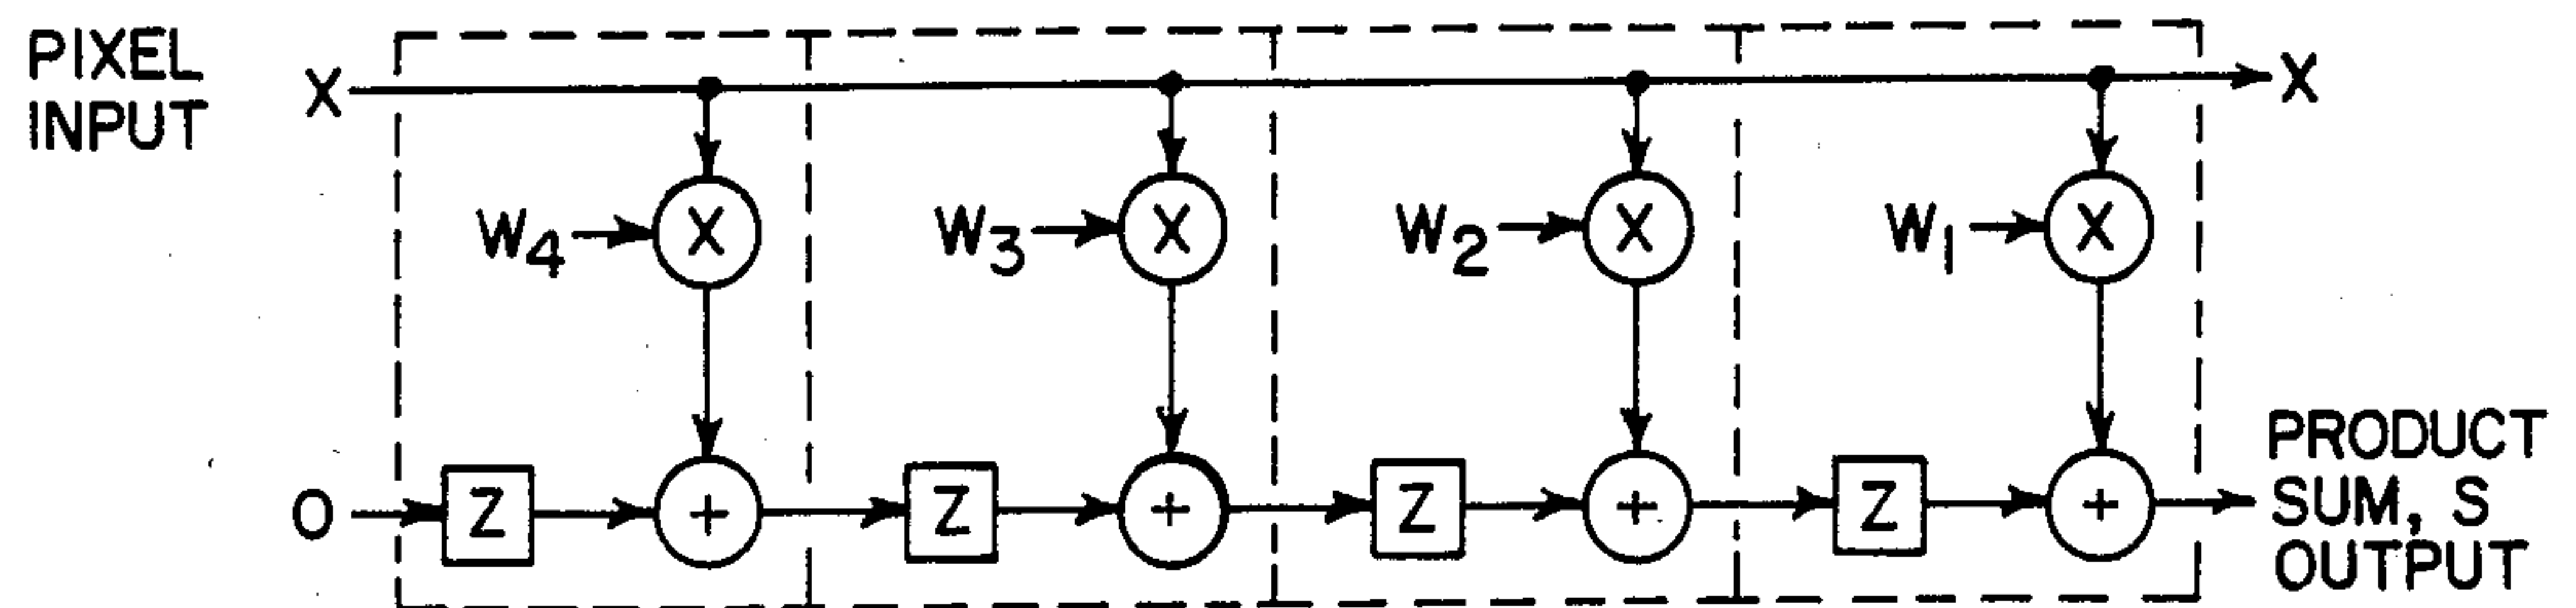 PIXEL
INPUT
X
X
W4
X
W3
X
W2
X
W1
X
O
Z
+
Z
+
Z
+
Z
+
PRODUCT
SUM, S
OUTPUT